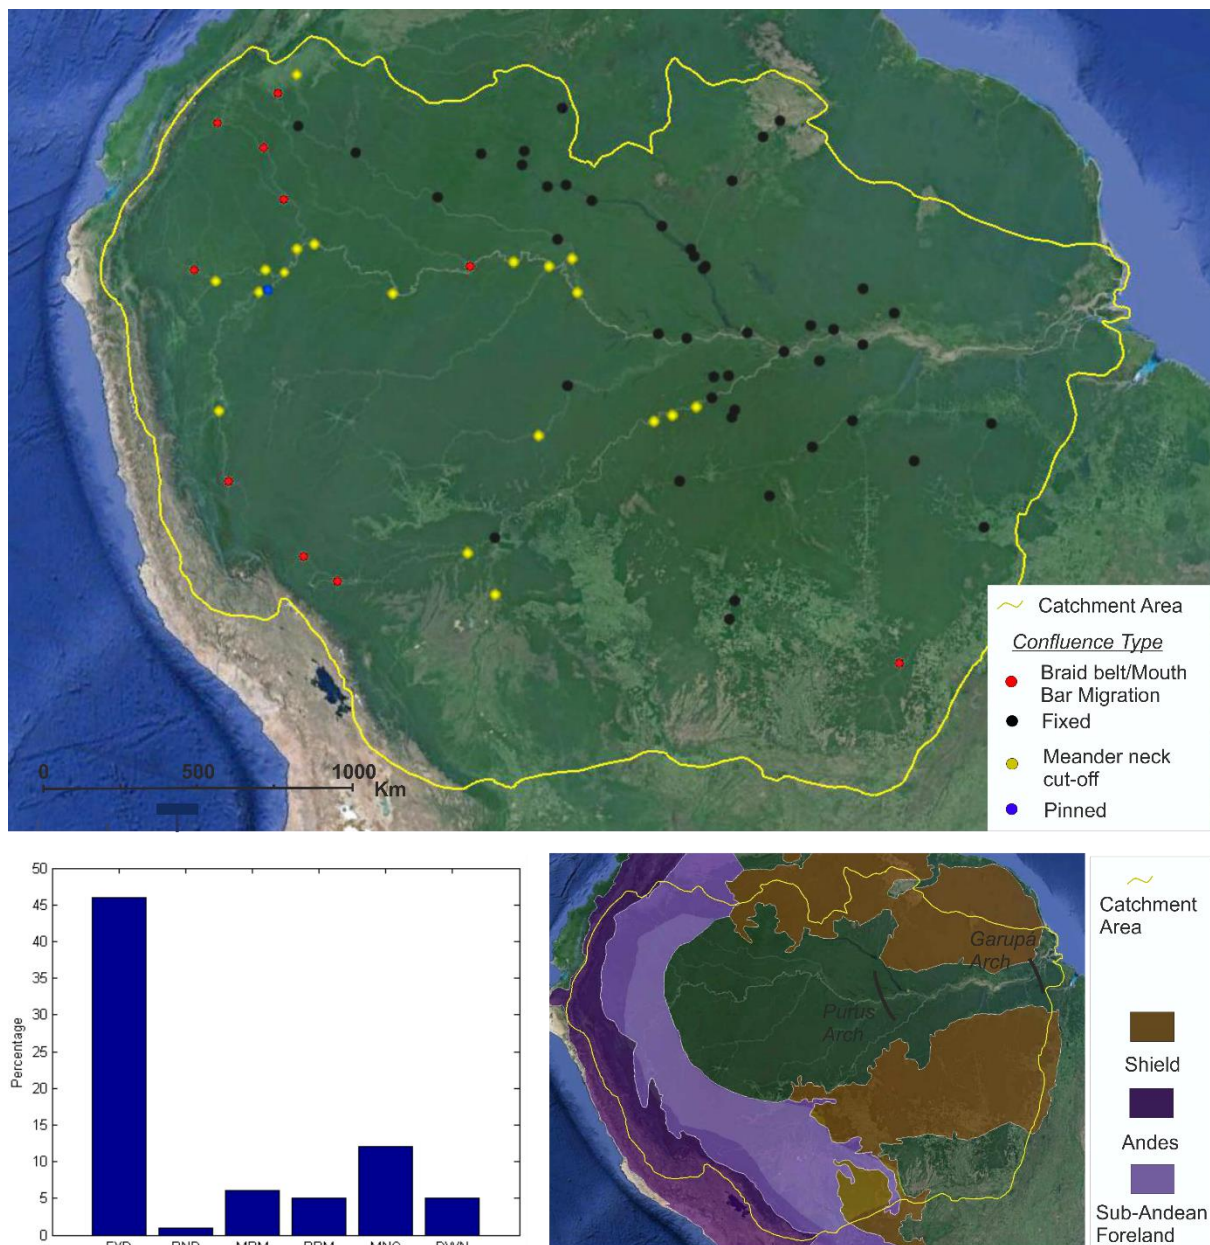 Catchment Area
Confluence Type
Braid belt/Mouth
Bar Migration
Fixed
Meander neck
cut-off
Pinned
0 500 1000
Km
50
45
40
35
30
25
20
15
10
5
0
Percentage
Garupá
Arch
Purus
Arch
Catchment
Area
Shield
Andes
Sub-Andean
Foreland